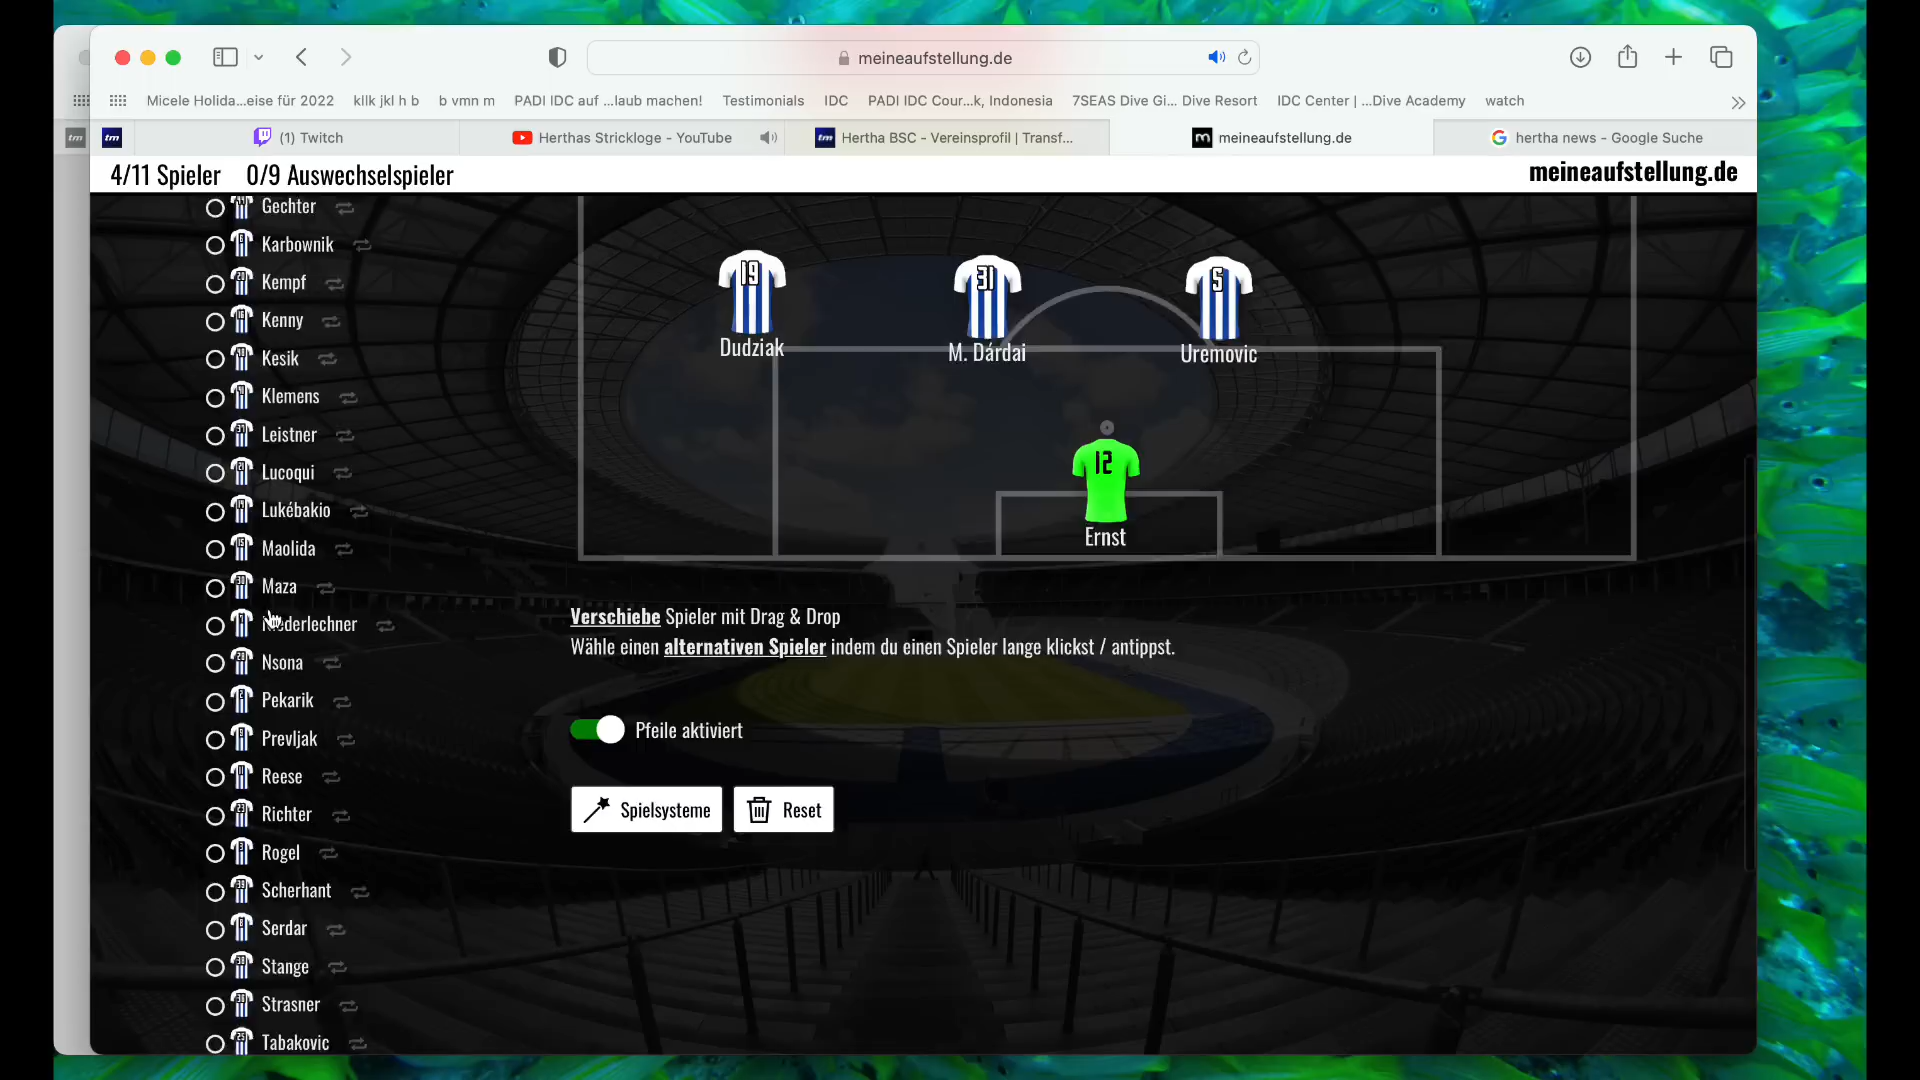 meineaufstellung.de
Micele Holida...eise für 2022 kllk jkl h b b vmn m PADI IDC auf ...laub machen! Testimonials IDC PADI IDC Cour...k, Indonesia 7SEAS Dive Gi... Dive Resort IDC Center | ...Dive Academy watch
tm tm (1) Twitch Herthas Strickloge - YouTube tm Hertha BSC - Vereinsprofil | Transf... m meineaufstellung.de G hertha news - Google Suche
4/11 Spieler 0/9 Auswechselspieler meineaufstellung.de
Gechter
Karbownik
Kempf
Kenny
Kesik
Klemens
Leistner
Lucoqui
Lukébakio
Maolida
Maza
Nsona
Pekarik
Prevljak
Reese
Richter
Rogel
Scherhant
Serdar
Stange
Strasner
Tabakovic
19
Dudziak
31
M. Dárdai
5
Uremovic
12
Ernst
Verschiebe Spieler mit Drag & Drop
Wähle einen alternativen Spieler indem du einen Spieler lange klickst / antippst.
Pfeile aktiviert
Spielsysteme Reset